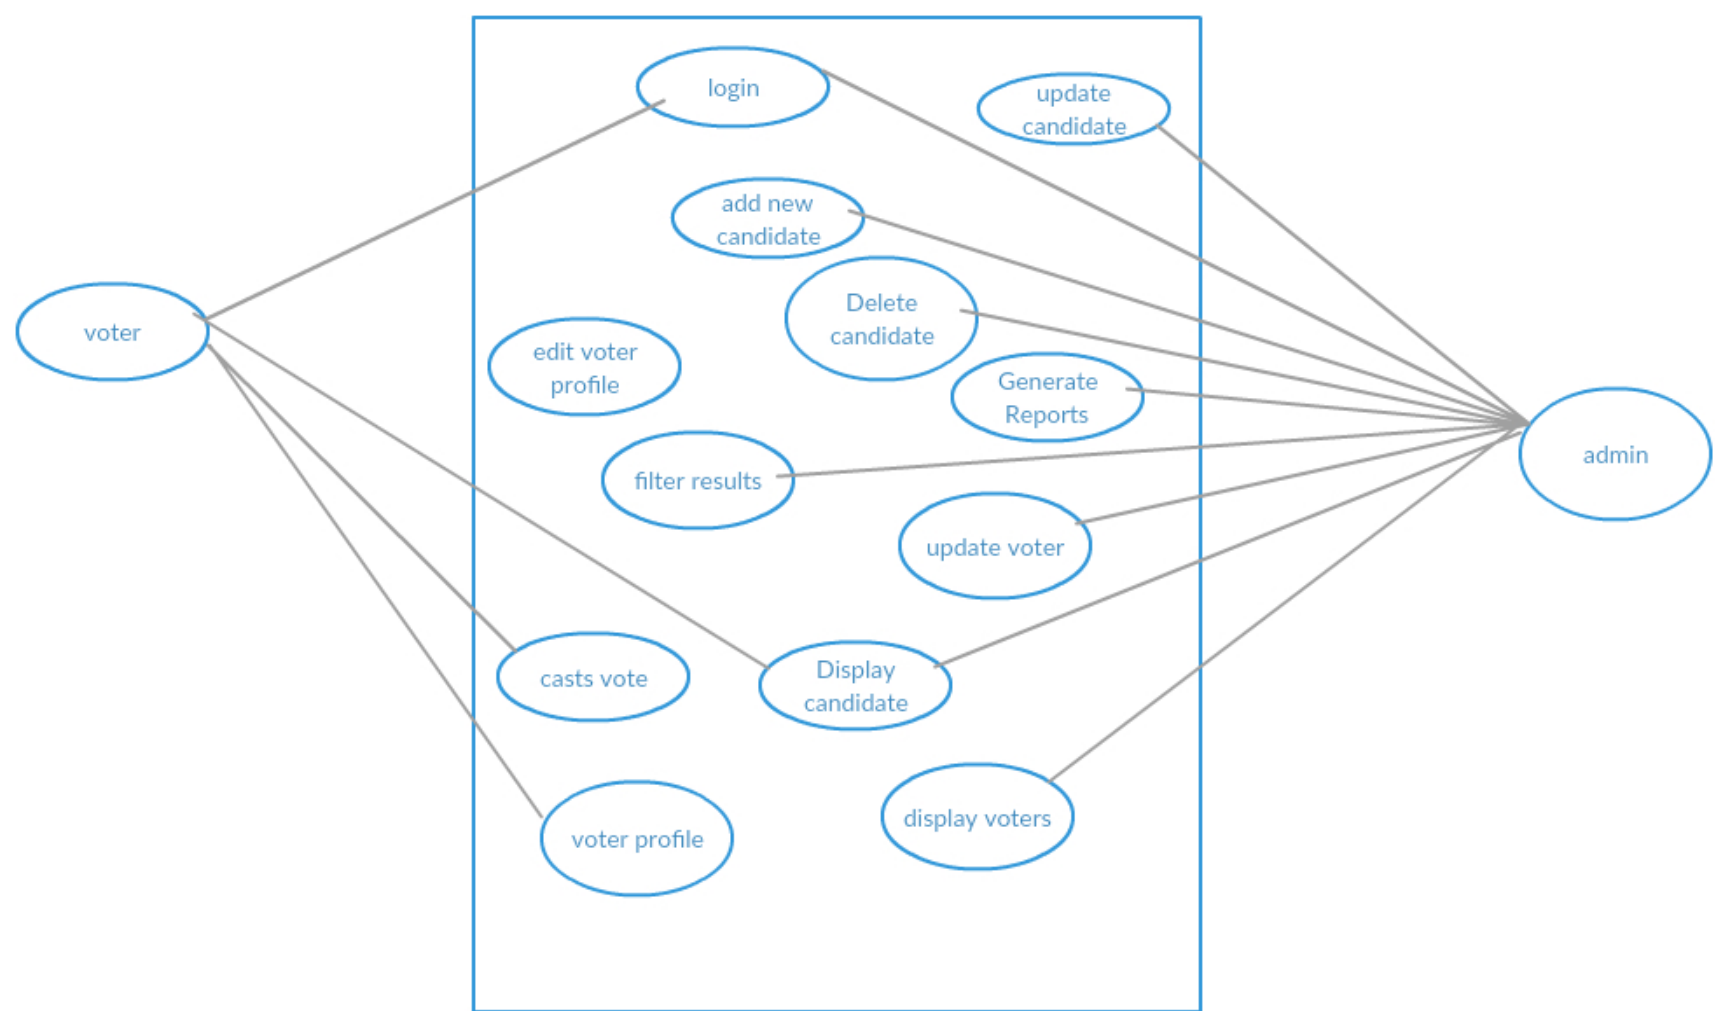 login
update
candidate
add new
candidate
Delete
candidate
voter
edit voter
profile
Generate
Reports
admin
filter results
update voter
casts vote
Display
candidate
display voters
voter profile